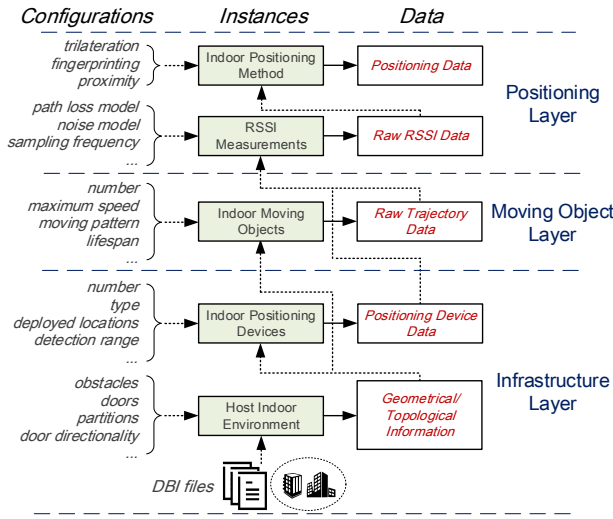 Configurations
Instances
Data
trilateration
fingerprinting
proximity
Indoor Positioning
Method
Positioning Data
path loss model
noise model
sampling frequency
...
RSSI
Measurements
Raw RSSI Data
Positioning
Layer
number
maximum speed
moving pattern
lifespan
...
Indoor Moving
Objects
Raw Trajectory
Data
Moving Object
Layer
number
type
deployed locations
detection range
...
Indoor Positioning
Devices
Positioning Device
Data
obstacles
doors
partitions
door directionality
...
Host Indoor
Environment
Geometrical/
Topological
Information
Infrastructure
Layer
DBI files